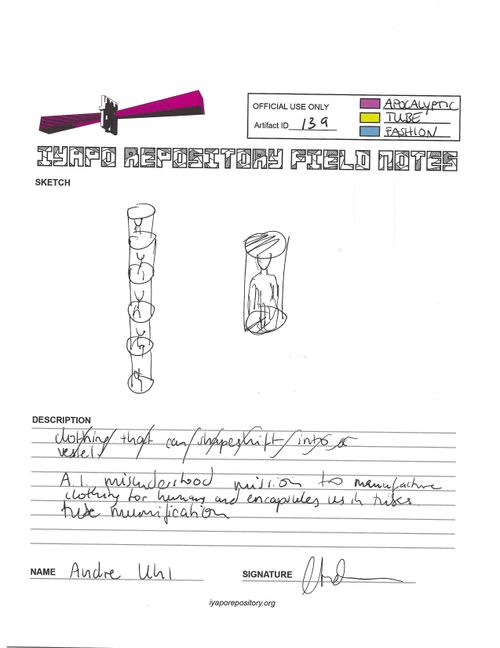 OFFICIAL USE ONLY
Artifact ID 139
APOCALYPTIC
TUBE
FASHION
IYAPO REPOSITORY FIELD NOTES
SKETCH
DESCRIPTION
clothing that can shapeshift into a
vessel
A.I. misunderstood mission to manufacture
clothing for humans and encapsules us in tubes.
tube mumification
NAME Andre Uhl
SIGNATURE
iyaporepository.org